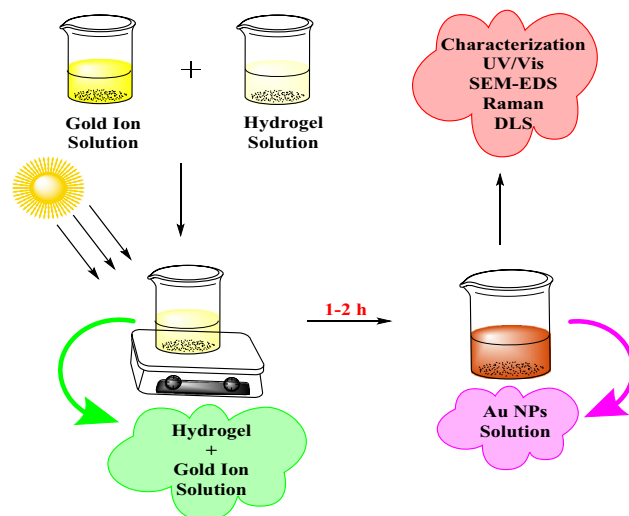 Gold Ion
Solution
+
Hydrogel
Solution
Characterization
UV/Vis
SEM-EDS
Raman
DLS
1-2 h
Hydrogel
+
Gold Ion
Solution
Au NPs
Solution